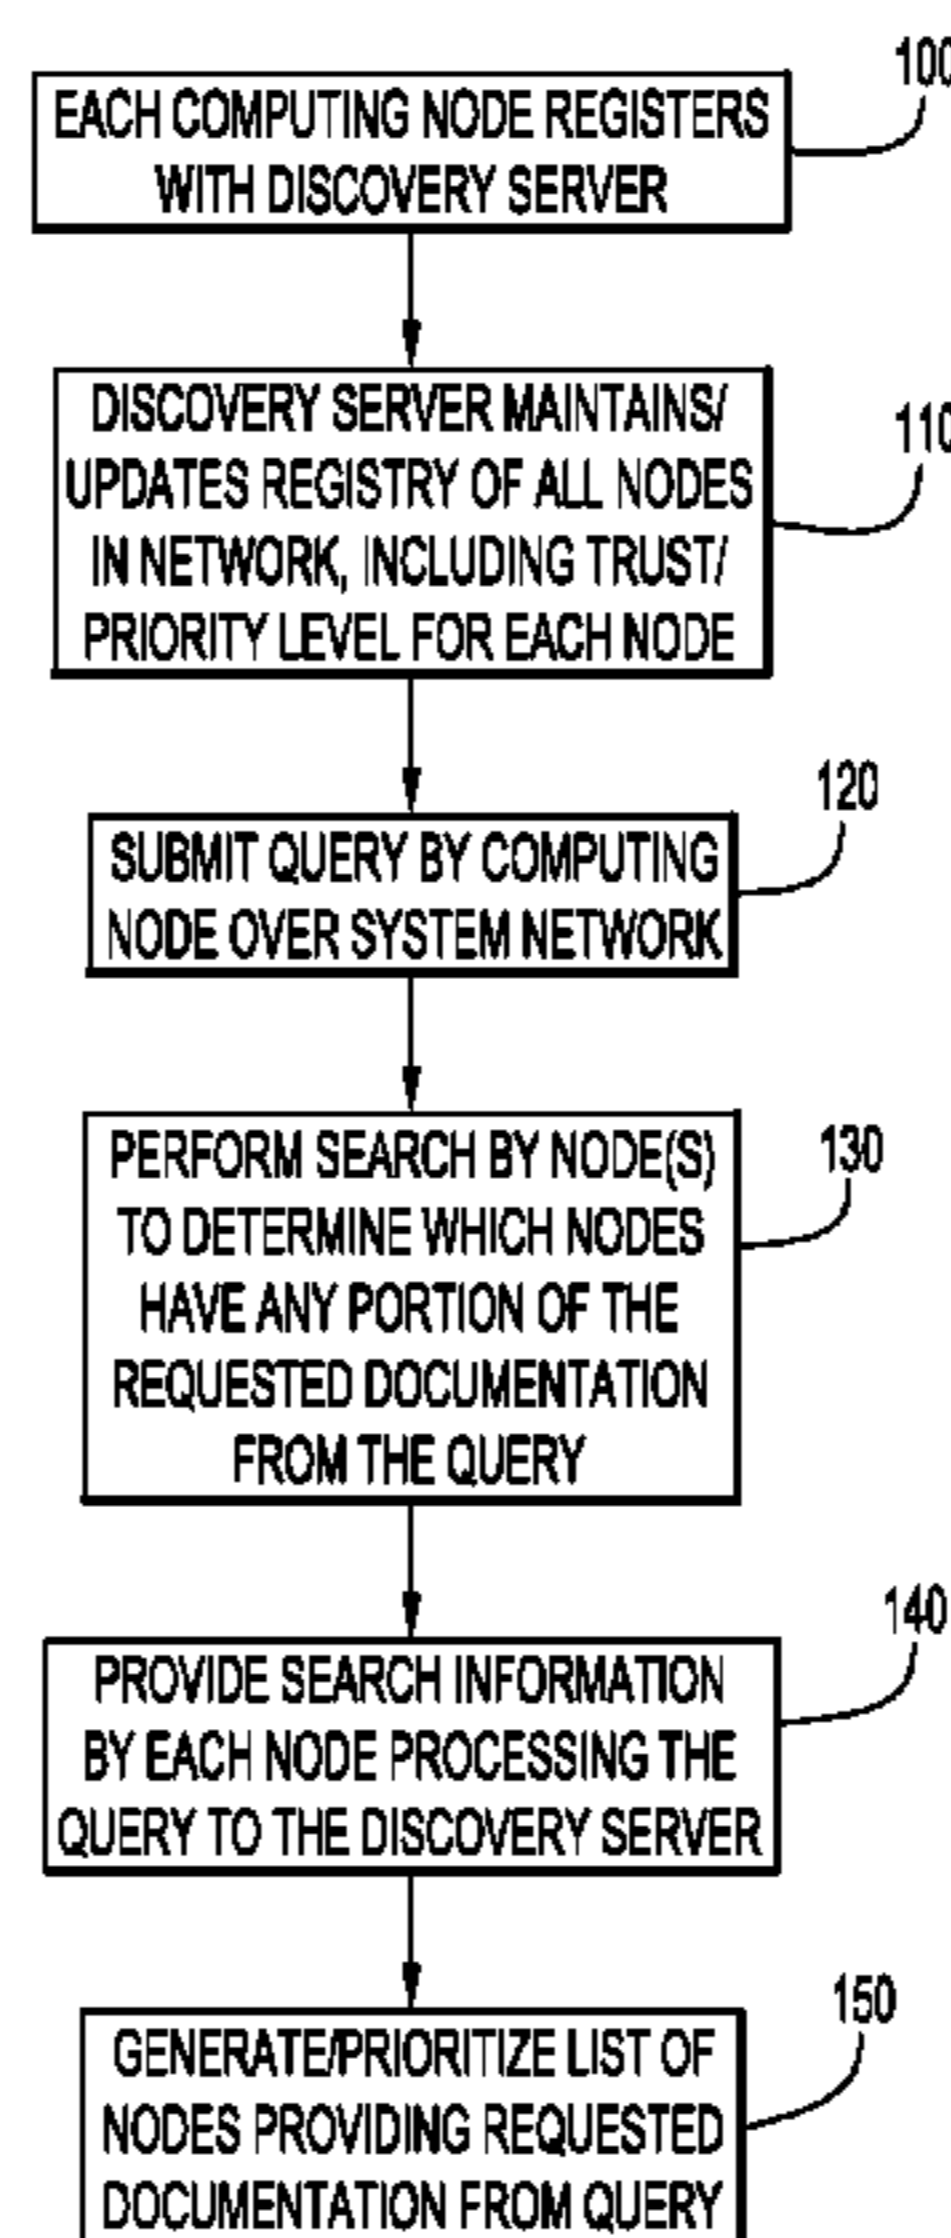 100
EACH COMPUTING NODE REGISTERS
WITH DISCOVERY SERVER
110
DISCOVERY SERVER MAINTAINS/
UPDATES REGISTRY OF ALL NODES
IN NETWORK, INCLUDING TRUST/
PRIORITY LEVEL FOR EACH NODE
120
SUBMIT QUERY BY COMPUTING
NODE OVER SYSTEM NETWORK
130
PERFORM SEARCH BY NODE(S)
TO DETERMINE WHICH NODES
HAVE ANY PORTION OF THE
REQUESTED DOCUMENTATION
FROM THE QUERY
140
PROVIDE SEARCH INFORMATION
BY EACH NODE PROCESSING THE
QUERY TO THE DISCOVERY SERVER
150
GENERATE/PRIORITIZE LIST OF
NODES PROVIDING REQUESTED
DOCUMENTATION FROM QUERY